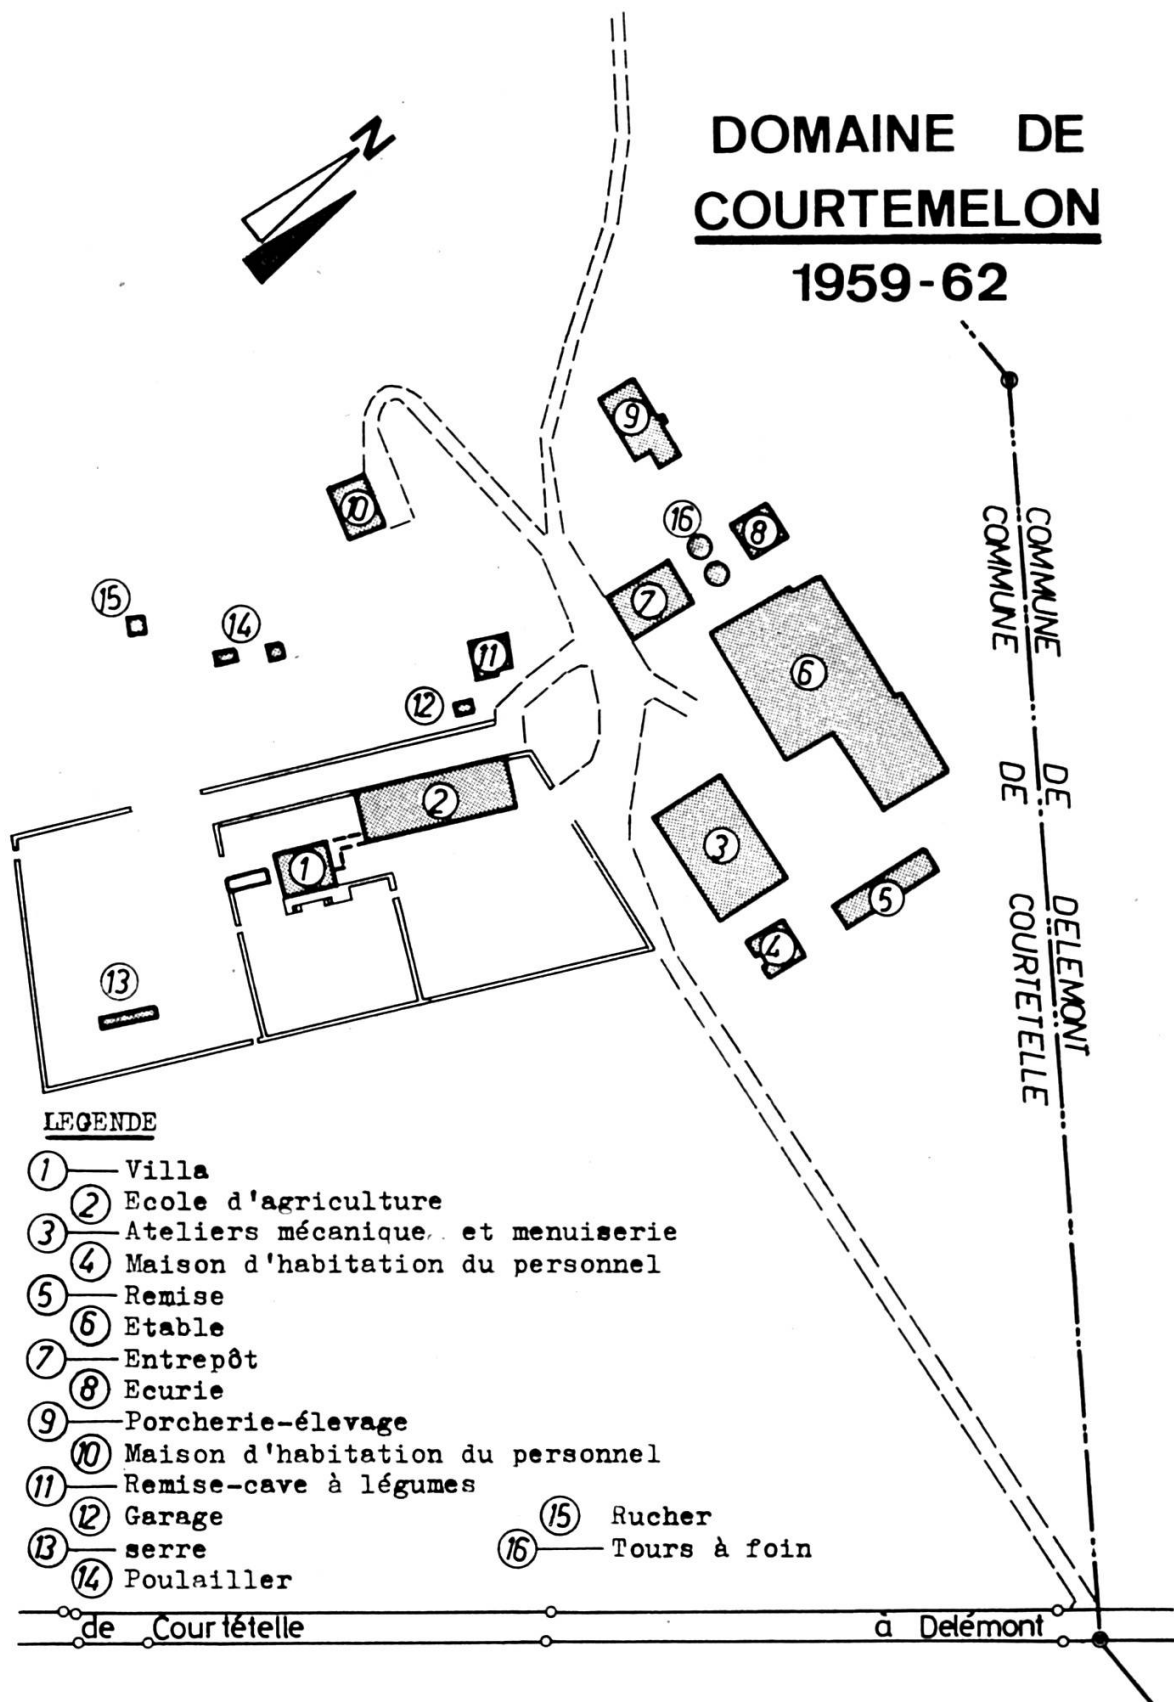 N
DOMAINE DE
COURTEMELON
1959-62
9
16
8
10
7
15
14
11
6
12
2
3
1
5
4
13
COMMUNE DE DELEMONT
COMMUNE DE COURTETELLE
LEGENDE
1 Villa
2 Ecole d'agriculture
3 Ateliers mécanique et menuiserie
4 Maison d'habitation du personnel
5 Remise
6 Etable
7 Entrepôt
8 Ecurie
9 Porcherie-élevage
10 Maison d'habitation du personnel
11 Remise-cave à légumes
12 Garage
13 serre
14 Poulailler
15 Rucher
16 Tours à foin
de Courtételle à Delémont